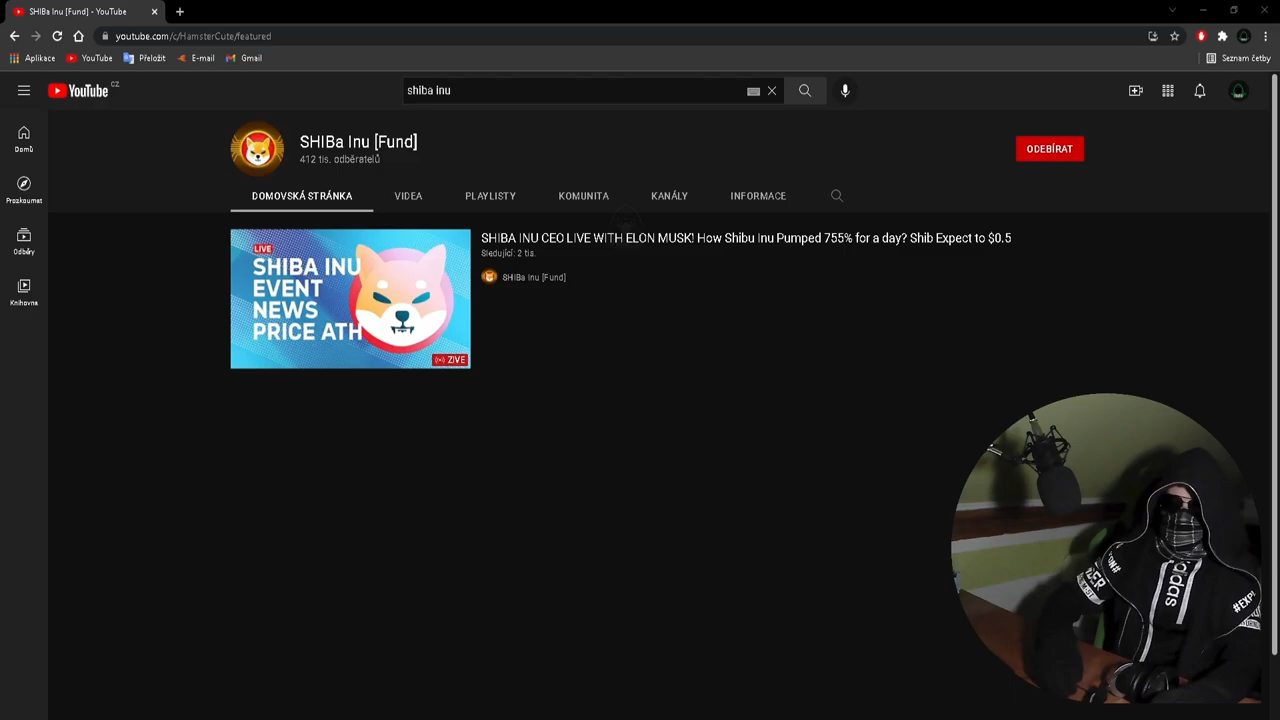 SHIBa Inu [Fund] - YouTube
youtube.com/c/HamsterCute/featured
Aplikace
YouTube
Přeložit
E-mail
Gmail
Seznam četby
YouTube CZ
shiba inu
Domů
Prozkoumat
Odběry
Knihovna
SHIBa Inu [Fund]
412 tis. odběratelů
ODEBÍRAT
DOMOVSKÁ STRÁNKA
VIDEA
PLAYLISTY
KOMUNITA
KANÁLY
INFORMACE
LIVE
SHIBA INU
EVENT
NEWS
PRICE ATH
ŽIVĚ
SHIBA INU CEO LIVE WITH ELON MUSK! How Shibu Inu Pumped 755% for a day? Shib Expect to $0.5
Sledující: 2 tis.
SHIBa Inu [Fund]
adidas